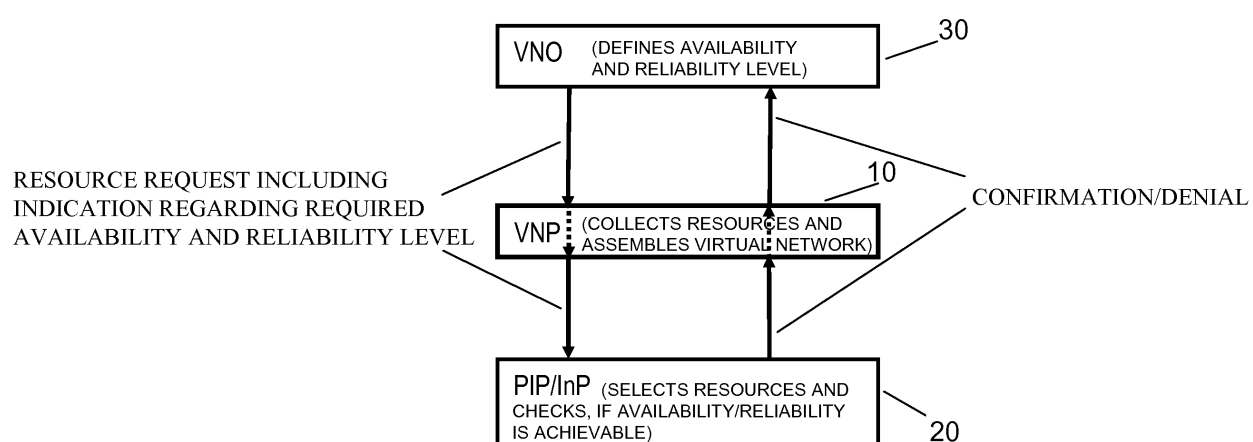 30
VNO (DEFINES AVAILABILITY
AND RELIABILITY LEVEL)
10
RESOURCE REQUEST INCLUDING
INDICATION REGARDING REQUIRED
AVAILABILITY AND RELIABILITY LEVEL
CONFIRMATION/DENIAL
VNP (COLLECTS RESOURCES AND
ASSEMBLES VIRTUAL NETWORK)
PIP/InP (SELECTS RESOURCES AND
CHECKS, IF AVAILABILITY/RELIABILITY
IS ACHIEVABLE)
20